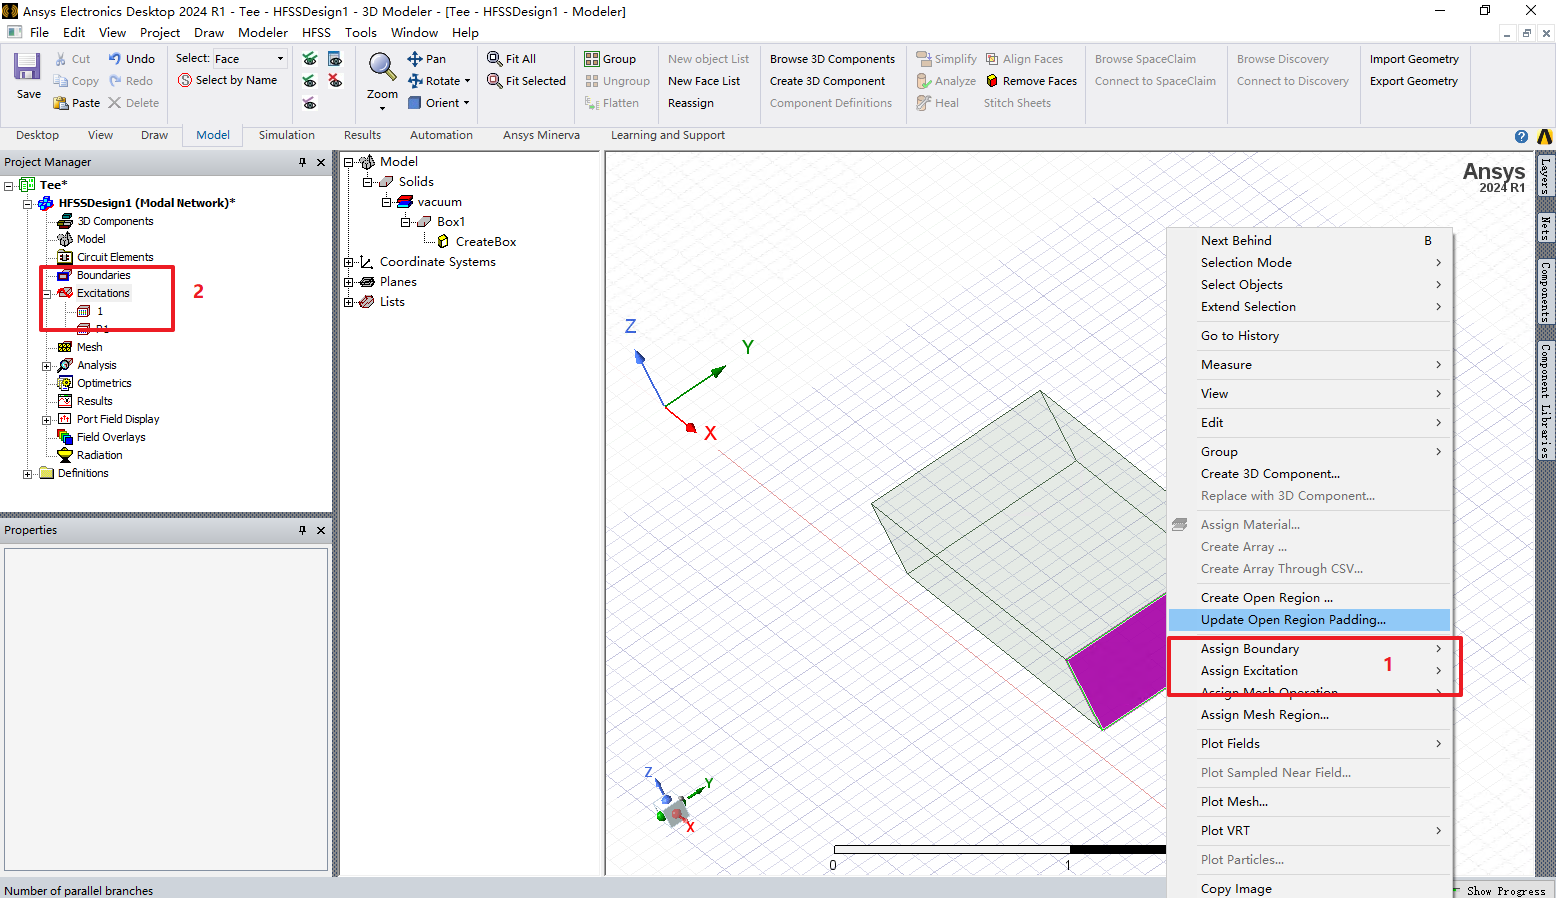 Ansys Electronics Desktop 2024 R1 - Tee - HFSSDesign1 - 3D Modeler - [Tee - HFSSDesign1 - Modeler]
File Edit View Project Draw Modeler HFSS Tools Window Help
Save
Cut
Copy
Paste
Undo
Redo
Delete
Select: Face
Select by Name
Zoom
Pan
Rotate
Orient
Fit All
Fit Selected
Group
Ungroup
Flatten
New object List
New Face List
Reassign
Browse 3D Components
Create 3D Component
Component Definitions
Simplify
Analyze
Heal
Align Faces
Remove Faces
Stitch Sheets
Browse SpaceClaim
Connect to SpaceClaim
Browse Discovery
Connect to Discovery
Import Geometry
Export Geometry
Desktop View Draw Model Simulation Results Automation Ansys Minerva Learning and Support
Project Manager
Tee*
HFSSDesign1 (Modal Network)*
3D Components
Model
Circuit Elements
Boundaries
Excitations
1
P1
Mesh
Analysis
Optimetrics
Results
Port Field Display
Field Overlays
Radiation
Definitions
2
Properties
Model
Solids
vacuum
Box1
CreateBox
Coordinate Systems
Planes
Lists
Ansys
2024 R1
Z
Y
X
Z
Y
X
0
1
Next Behind B
Selection Mode
Select Objects
Extend Selection
Go to History
Measure
View
Edit
Group
Create 3D Component...
Replace with 3D Component...
Assign Material...
Create Array ...
Create Array Through CSV...
Create Open Region ...
Update Open Region Padding...
Assign Boundary
Assign Excitation
1
Assign Mesh Operation
Assign Mesh Region...
Plot Fields
Plot Sampled Near Field...
Plot Mesh...
Plot VRT
Plot Particles...
Copy Image
Layers
Nets
Components
Component Libraries
Number of parallel branches
Show Progress